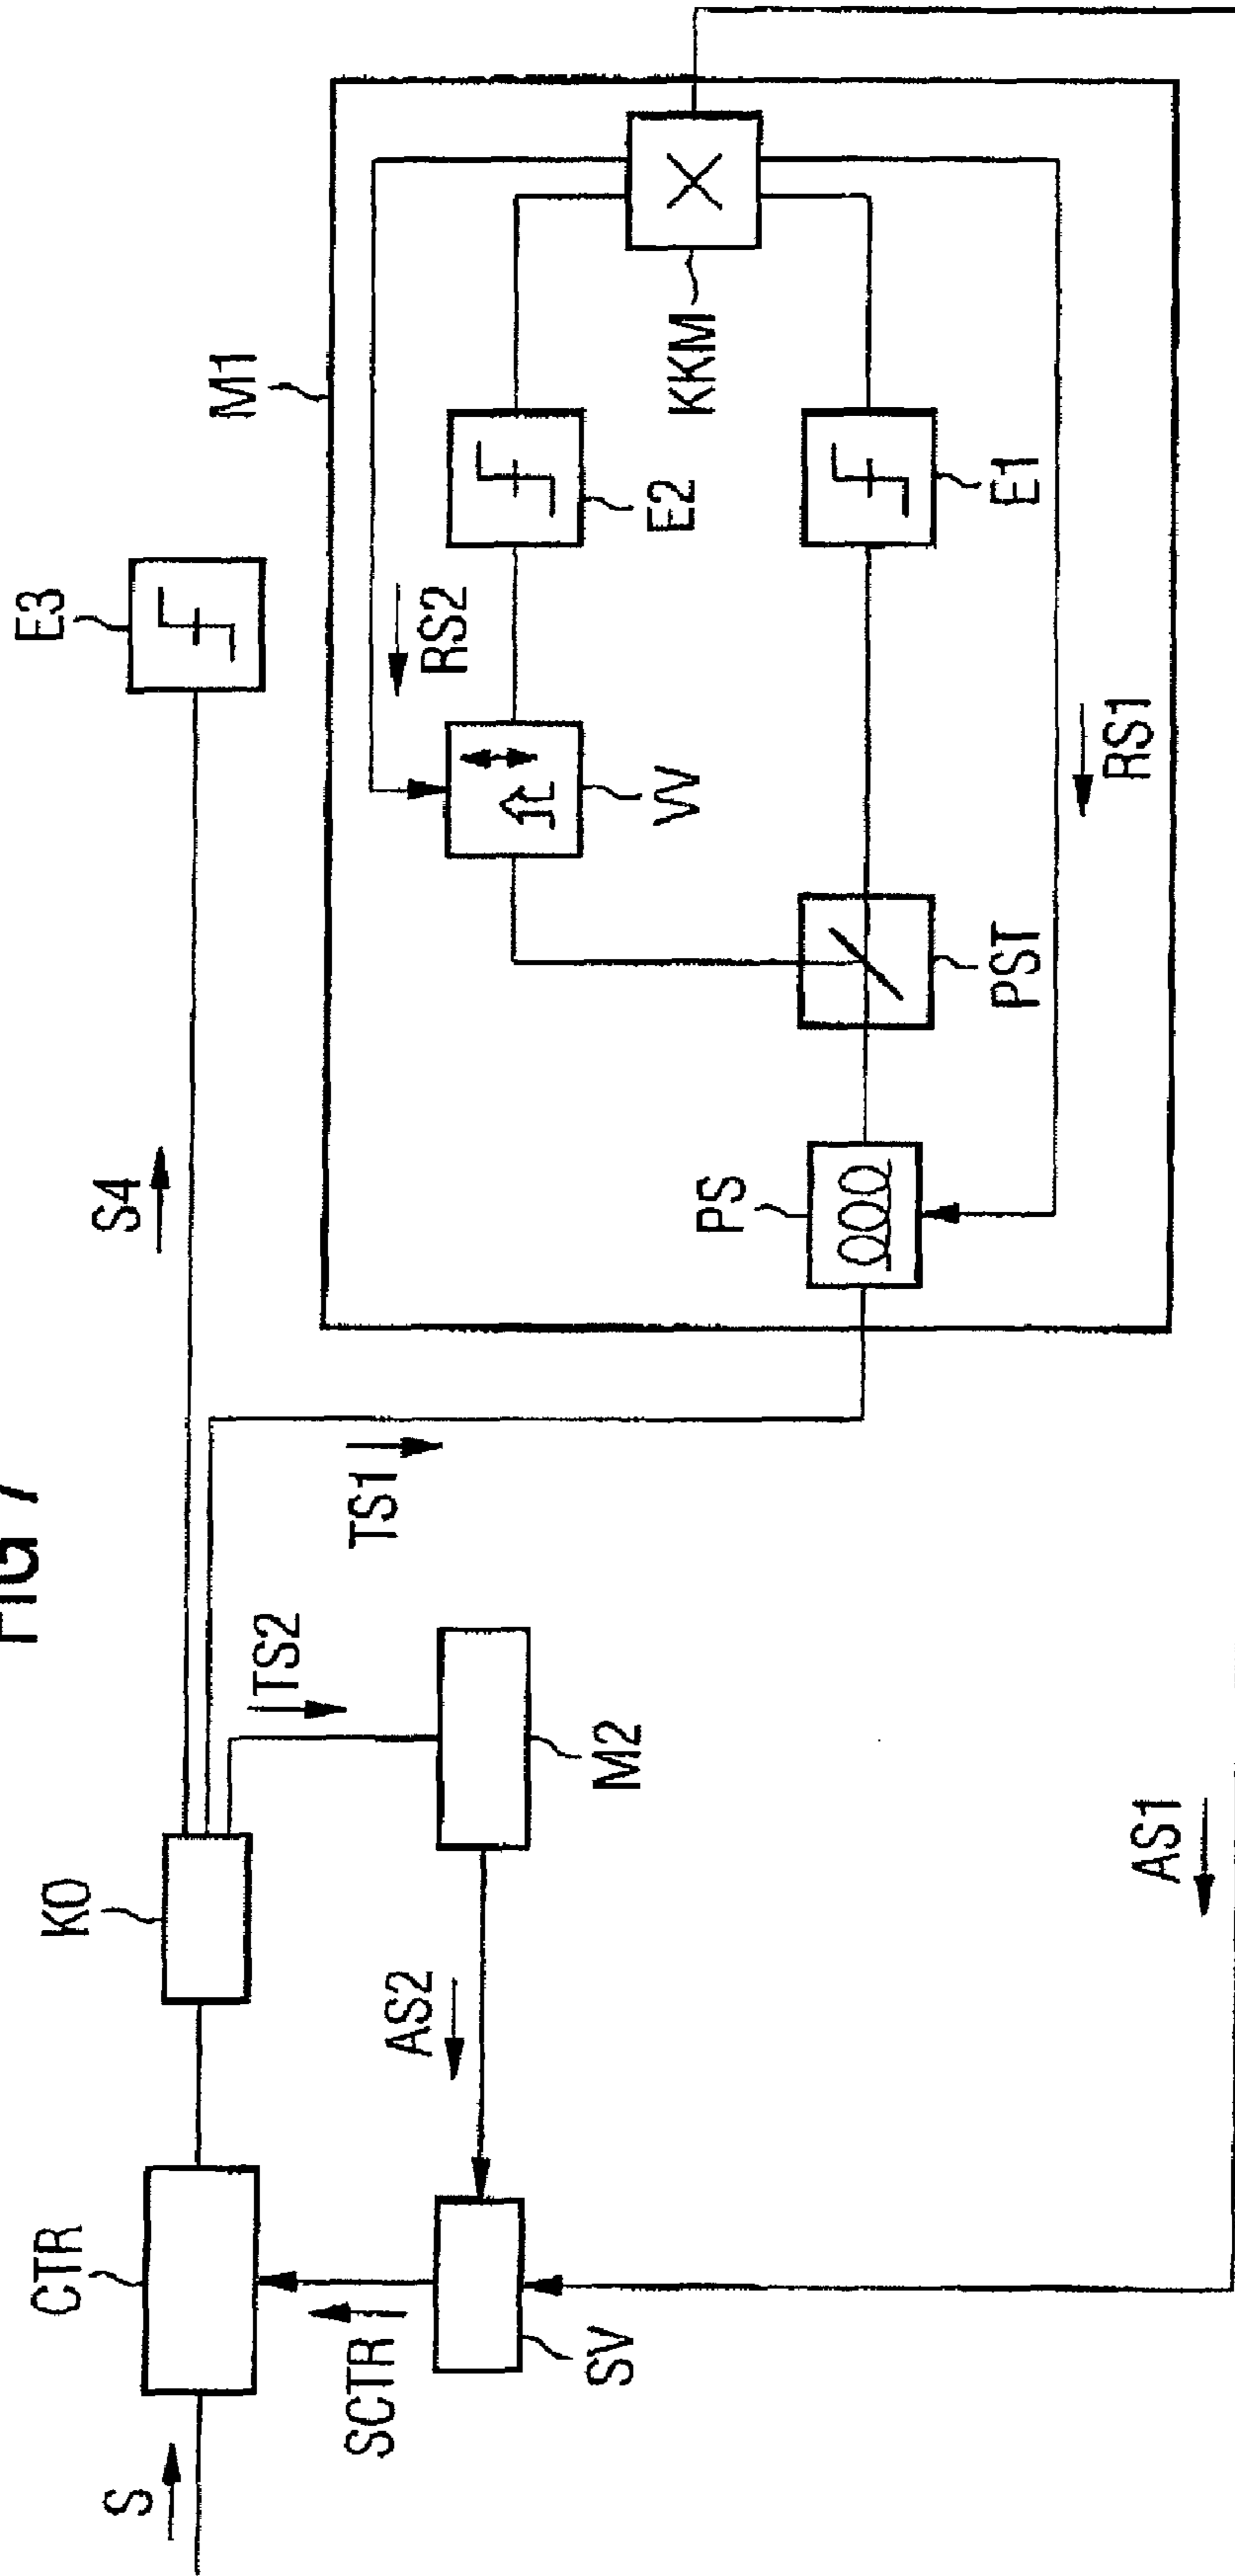 FIG 7
S
CTR
SCTR
SV
KO
AS2
TS2
M2
TS1
S4
E3
M1
RS2
VV
E2
KKM
PS
PST
E1
RS1
AS1